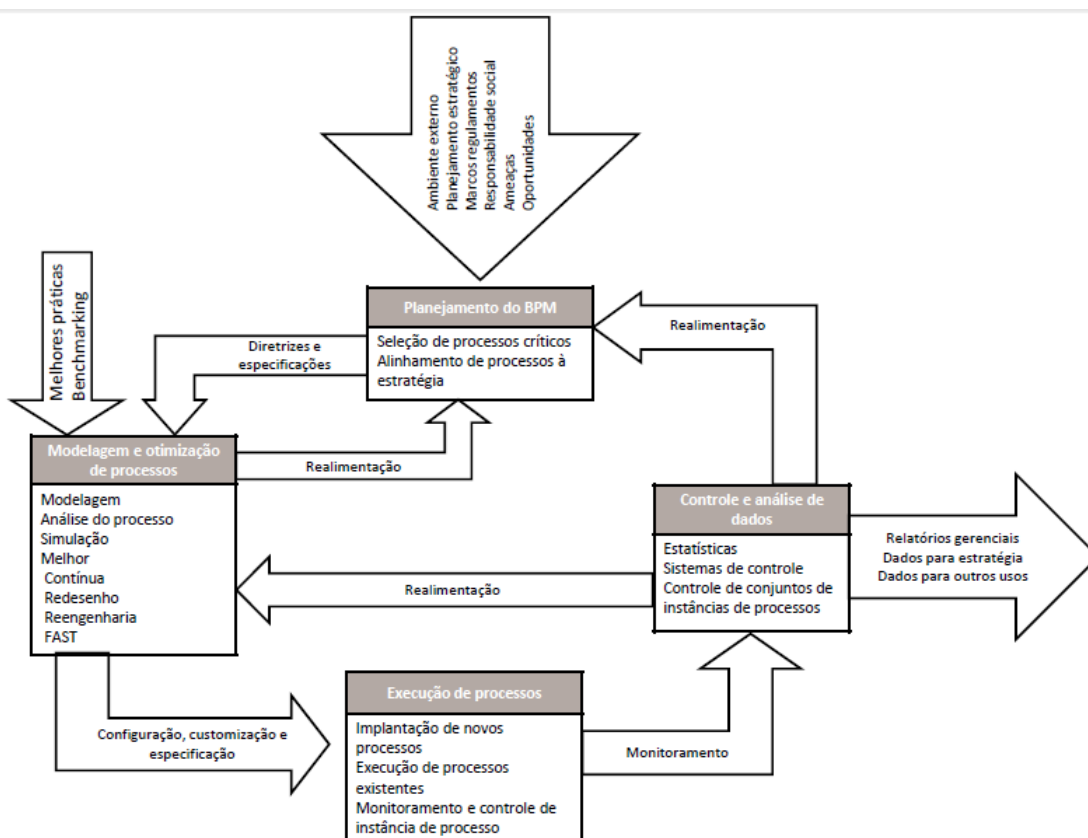 Ambiente externo
Planejamento estratégico
Marcos regulamentos
Responsabilidade social
Ameaças
Oportunidades
Melhores práticas
Benchmarking
Planejamento do BPM
Seleção de processos críticos
Alinhamento de processos à
estratégia
Realimentação
Diretrizes e
especificações
Modelagem e otimização
de processos
Modelagem
Análise do processo
Simulação
Melhor
Contínua
Redesenho
Reengenharia
FAST
Realimentação
Controle e análise de
dados
Estatísticas
Sistemas de controle
Controle de conjuntos de
instâncias de processos
Relatórios gerenciais
Dados para estratégia
Dados para outros usos
Realimentação
Configuração, customização e
especificação
Execução de processos
Implantação de novos
processos
Execução de processos
existentes
Monitoramento e controle de
instância de processo
Monitoramento